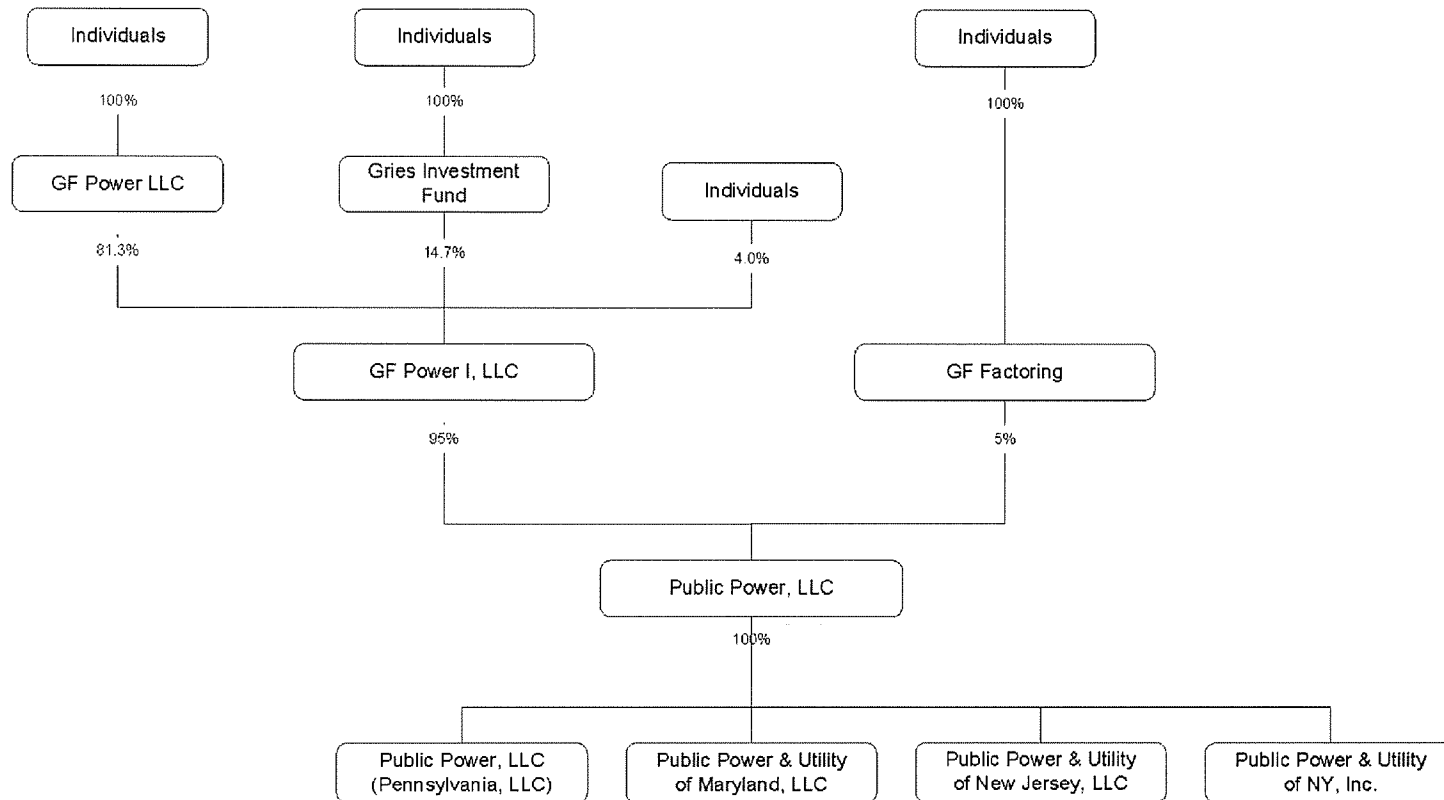 Individuals
Individuals
Individuals
100%
100%
100%
GF Power LLC
Gries Investment
Fund
Individuals
81.3%
14.7%
4.0%
GF Power I, LLC
GF Factoring
95%
5%
Public Power, LLC
100%
Public Power, LLC
(Pennsylvania, LLC)
Public Power & Utility
of Maryland, LLC
Public Power & Utility
of New Jersey, LLC
Public Power & Utility
of NY, Inc.